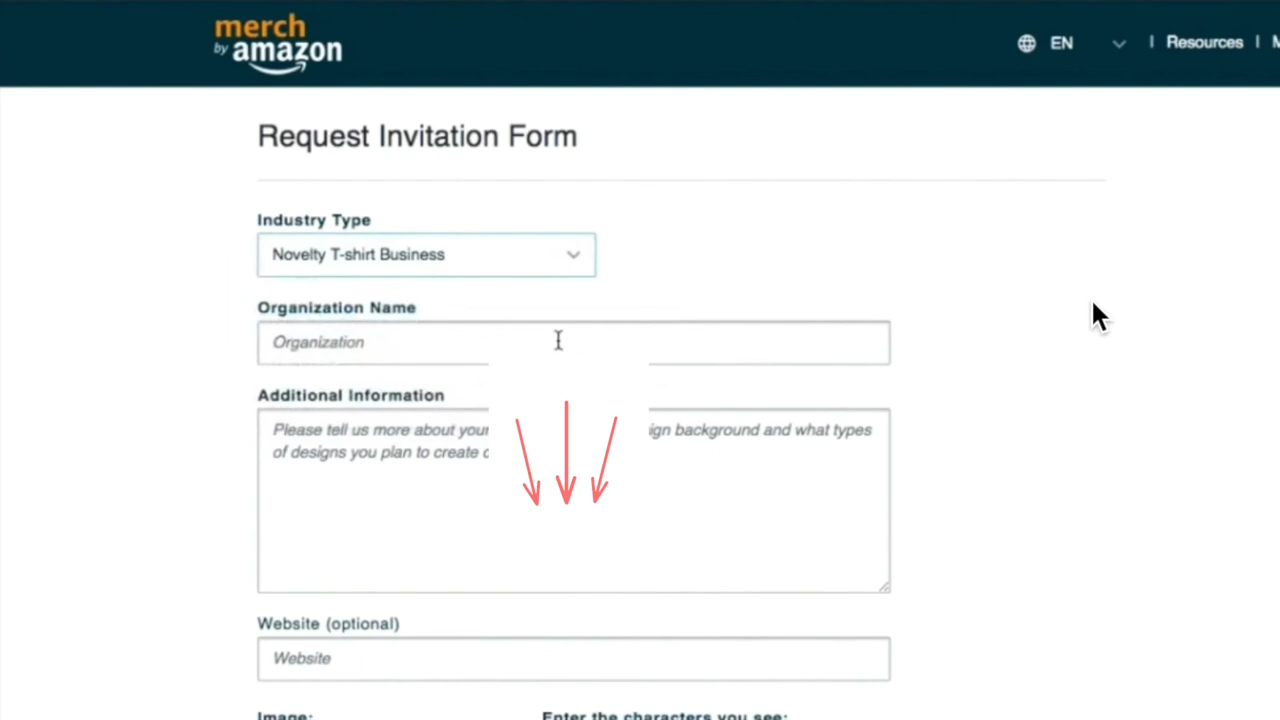 merch
by amazon
EN
Resources
Request Invitation Form
Industry Type
Novelty T-shirt Business
Organization Name
Organization
Additional Information
Please tell us more about your ign background and what types
of designs you plan to create
Website (optional)
Website
Image:
Enter the characters you see: